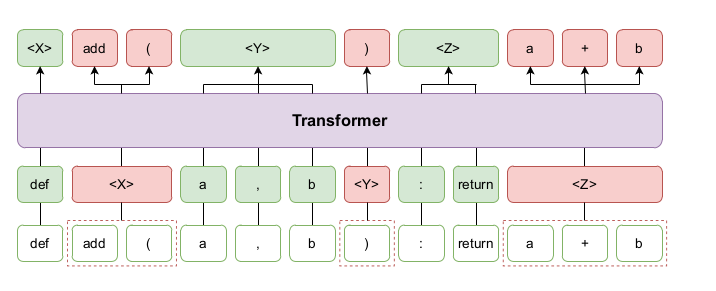 <X> add ( <Y> ) <Z> a + b
Transformer
def <X> a , b <Y> : return <Z>
def add ( a , b ) : return a + b